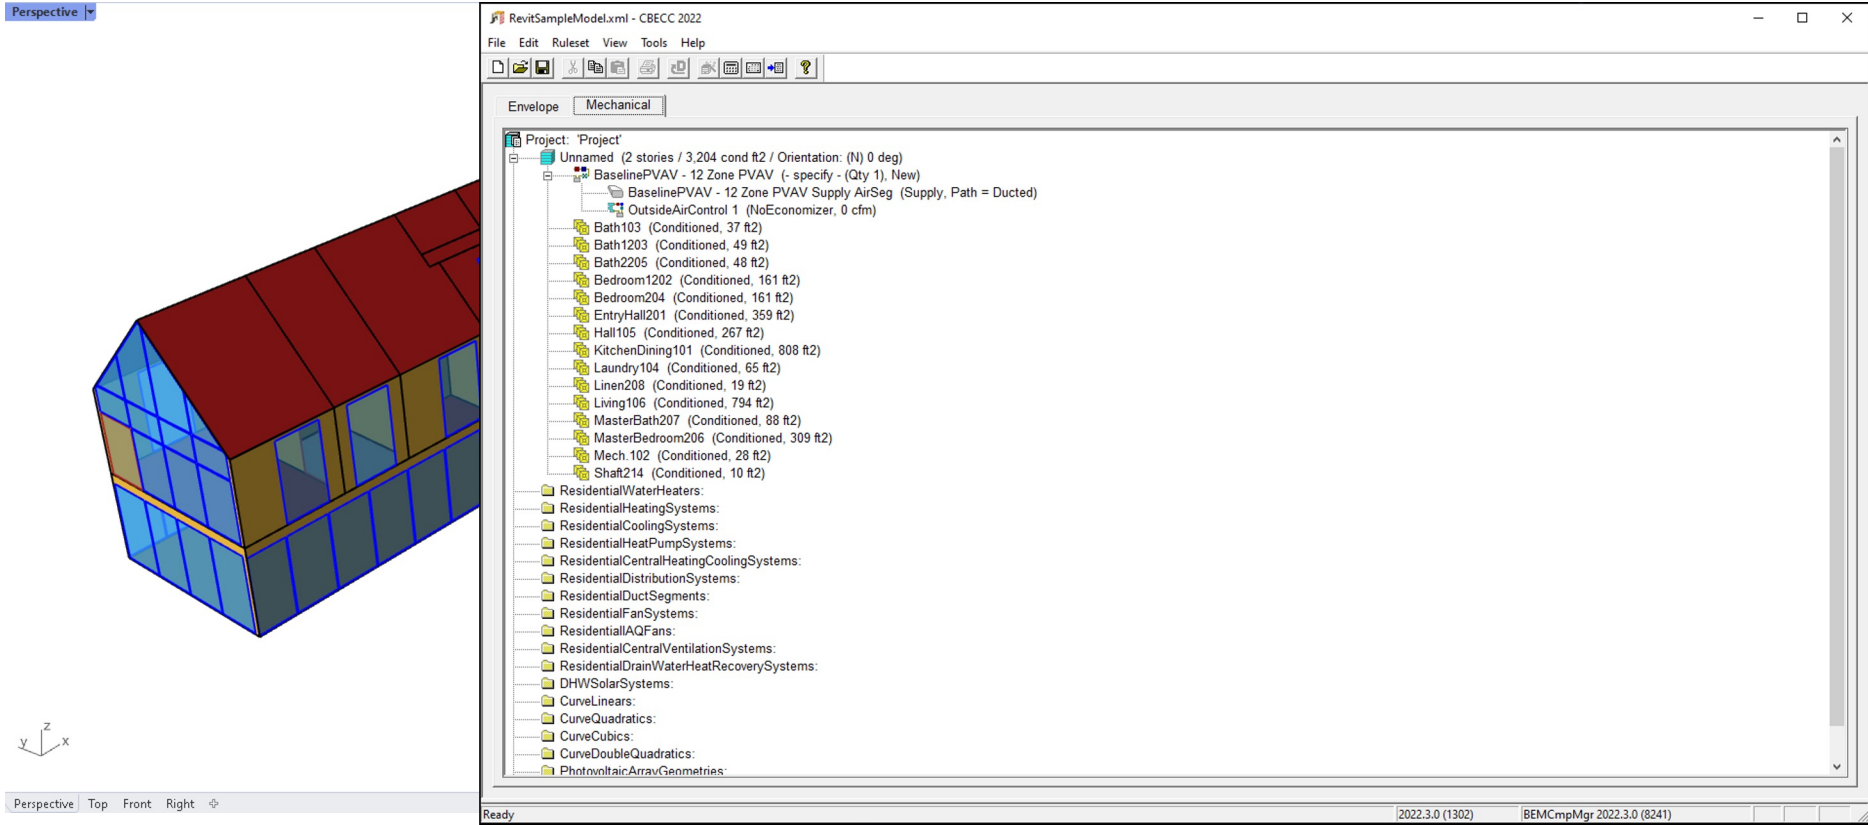 Perspective
RevitSampleModel.xml - CBECC 2022
File Edit Ruleset View Tools Help
Envelope Mechanical
Project: 'Project'
Unnamed (2 stories / 3,204 cond ft2 / Orientation: (N) 0 deg)
BaselinePVAV - 12 Zone PVAV (- specify - (Qty 1), New)
BaselinePVAV - 12 Zone PVAV Supply AirSeg (Supply, Path = Ducted)
OutsideAirControl 1 (NoEconomizer, 0 cfm)
Bath103 (Conditioned, 37 ft2)
Bath1203 (Conditioned, 49 ft2)
Bath2205 (Conditioned, 48 ft2)
Bedroom1202 (Conditioned, 161 ft2)
Bedroom204 (Conditioned, 161 ft2)
EntryHall201 (Conditioned, 359 ft2)
Hall105 (Conditioned, 267 ft2)
KitchenDining101 (Conditioned, 808 ft2)
Laundry104 (Conditioned, 65 ft2)
Linen208 (Conditioned, 19 ft2)
Living106 (Conditioned, 794 ft2)
MasterBath207 (Conditioned, 88 ft2)
MasterBedroom206 (Conditioned, 309 ft2)
Mech.102 (Conditioned, 28 ft2)
Shaft214 (Conditioned, 10 ft2)
ResidentialWaterHeaters:
ResidentialHeatingSystems:
ResidentialCoolingSystems:
ResidentialHeatPumpSystems:
ResidentialCentralHeatingCoolingSystems:
ResidentialDistributionSystems:
ResidentialDuctSegments:
ResidentialFanSystems:
ResidentialIAQFans:
ResidentialCentralVentilationSystems:
ResidentialDrainWaterHeatRecoverySystems:
DHWSolarSystems:
CurveLinears:
CurveQuadratics:
CurveCubics:
CurveDoubleQuadratics:
PhotovoltaicArrayGeometries:
z
y x
Perspective Top Front Right
Ready 2022.3.0 (1302) BEMCmpMgr 2022.3.0 (8241)